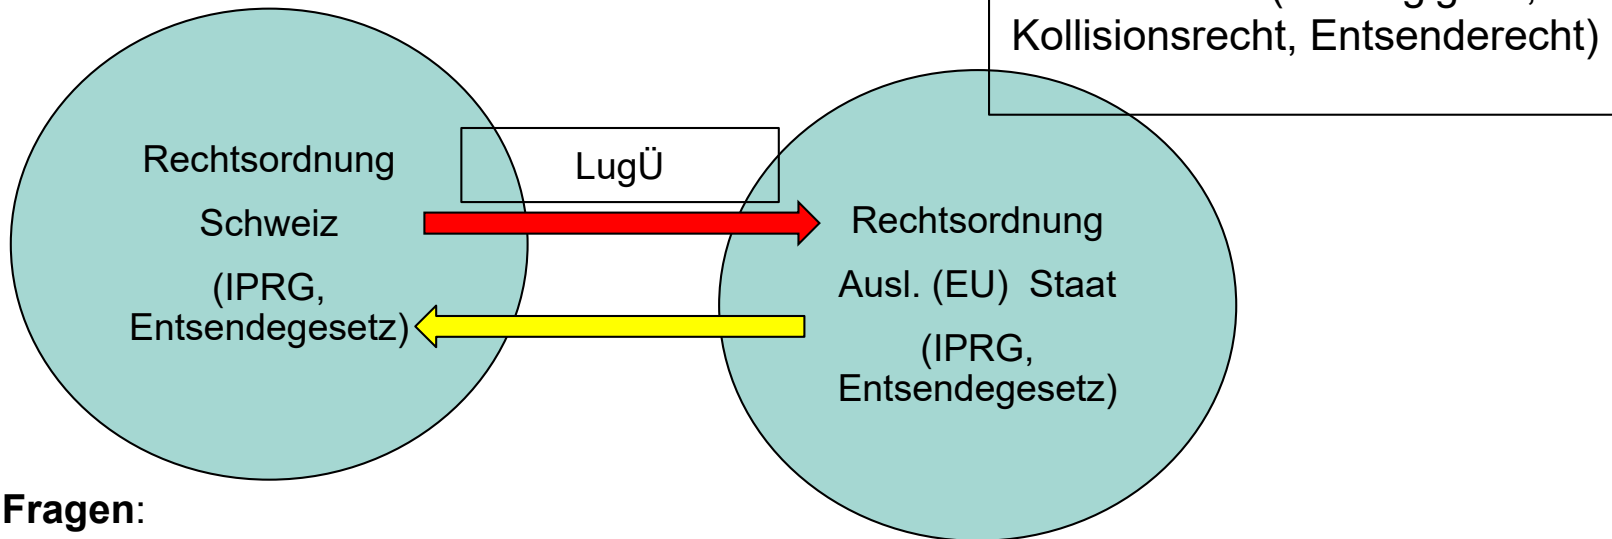 Kollisionsrecht, Entsenderecht)
Rechtsordnung
Schweiz
(IPRG,
Entsendegesetz)
LugÜ
Rechtsordnung
Ausl. (EU) Staat
(IPRG,
Entsendegesetz)
Fragen: